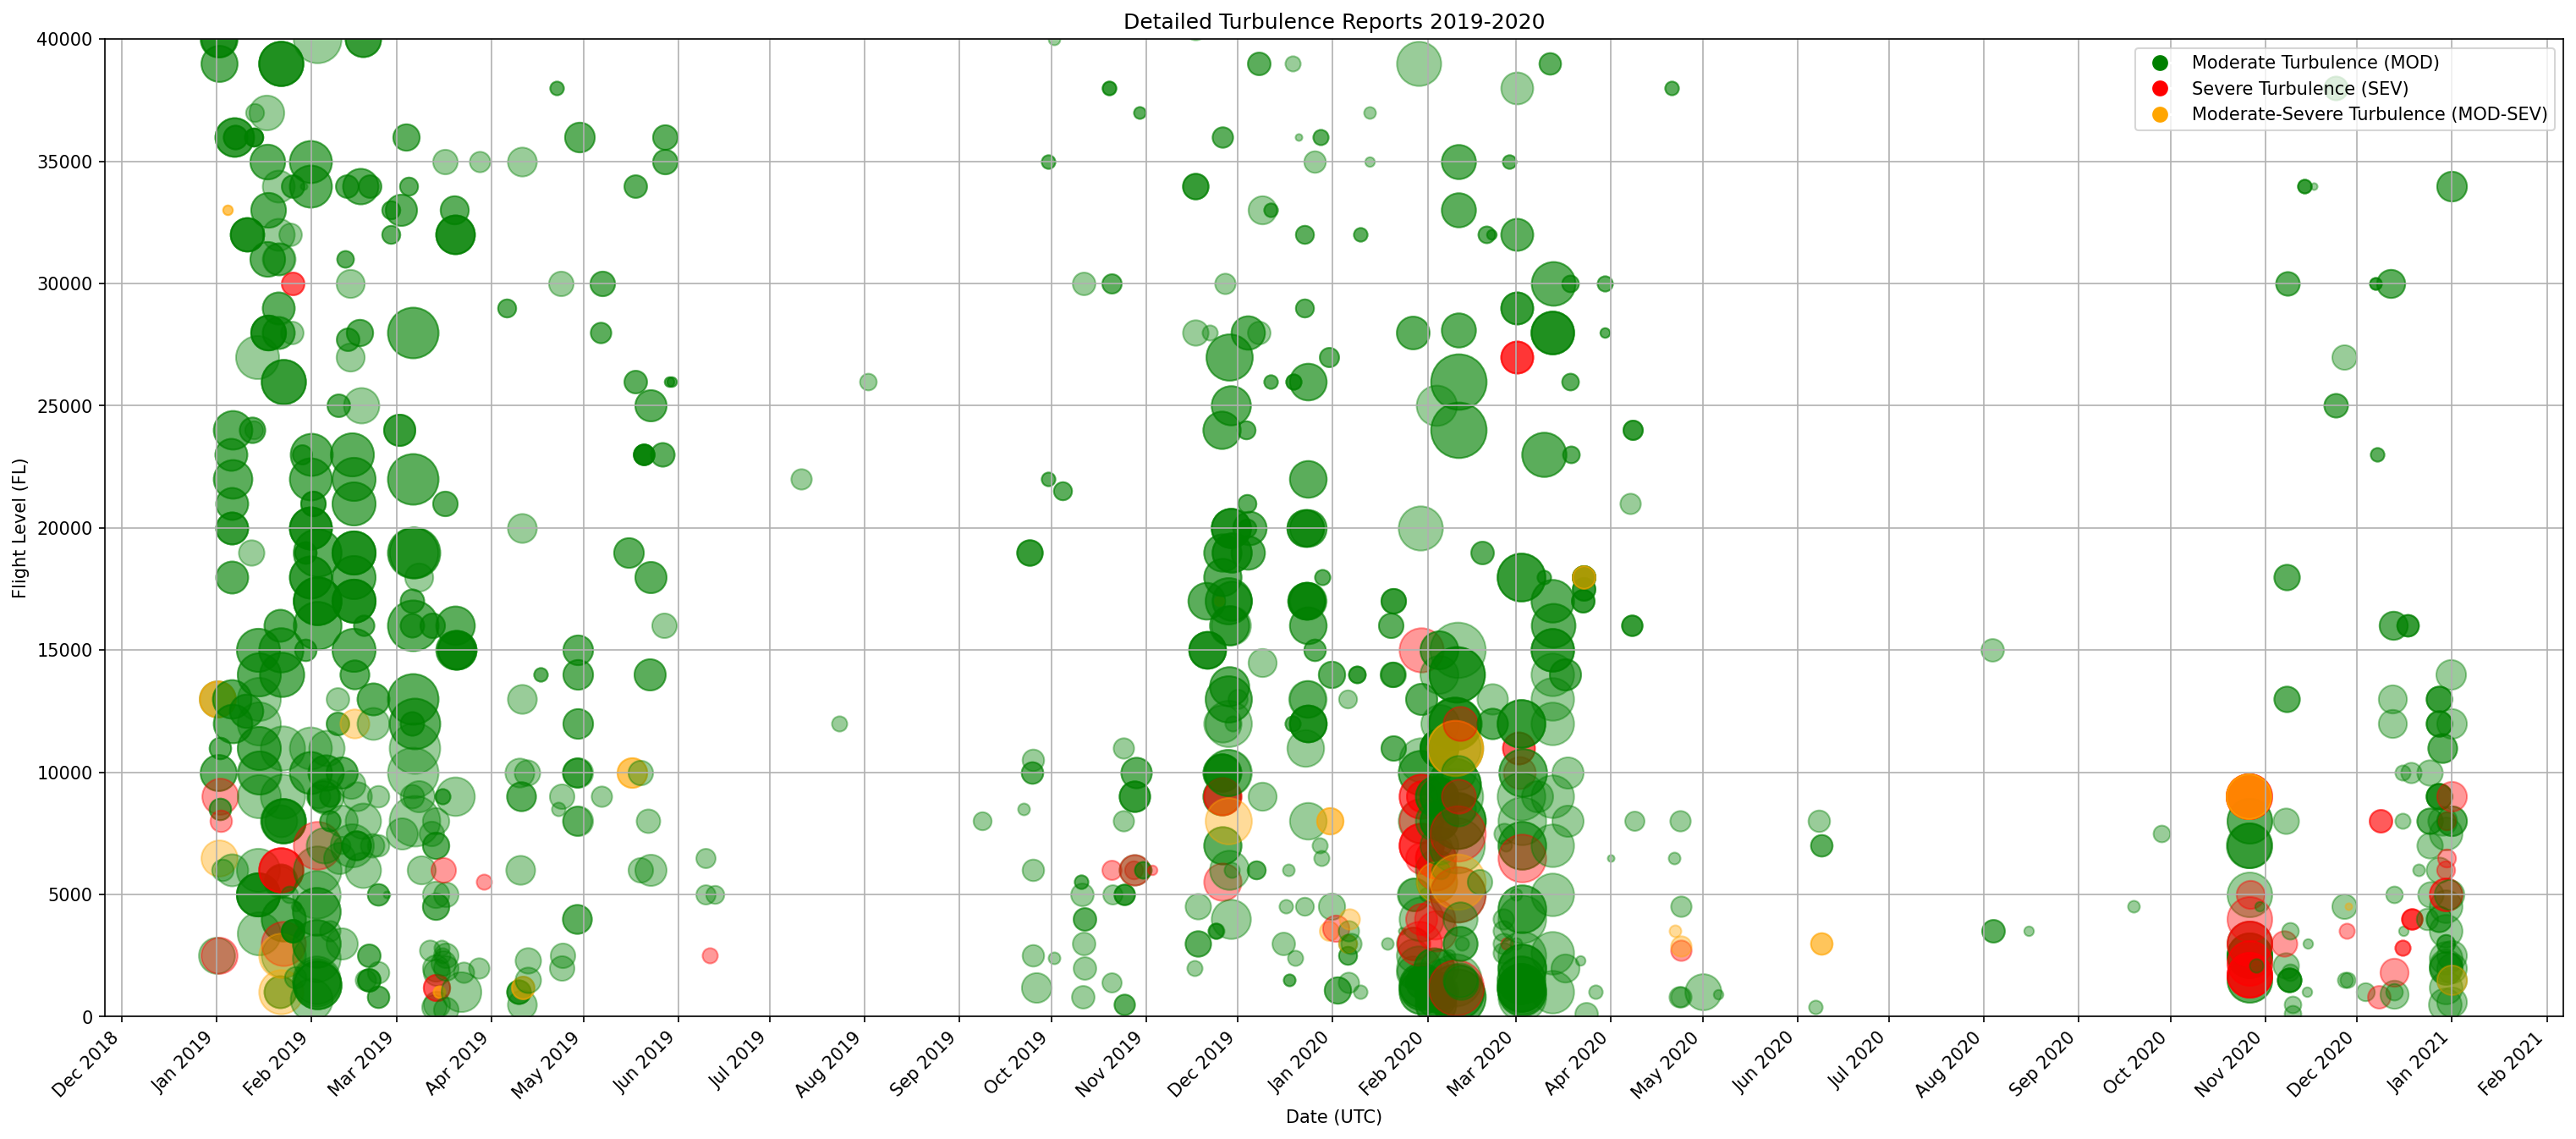 Detailed Turbulence Reports 2019-2020
Moderate Turbulence (MOD)
Severe Turbulence (SEV)
Moderate-Severe Turbulence (MOD-SEV)
Flight Level (FL)
40000
35000
30000
25000
20000
15000
10000
5000
0
Dec 2018
Jan 2019
Feb 2019
Mar 2019
Apr 2019
May 2019
Jun 2019
Jul 2019
Aug 2019
Sep 2019
Oct 2019
Nov 2019
Dec 2019
Jan 2020
Feb 2020
Mar 2020
Apr 2020
May 2020
Jun 2020
Jul 2020
Aug 2020
Sep 2020
Oct 2020
Nov 2020
Dec 2020
Jan 2021
Feb 2021
Date (UTC)